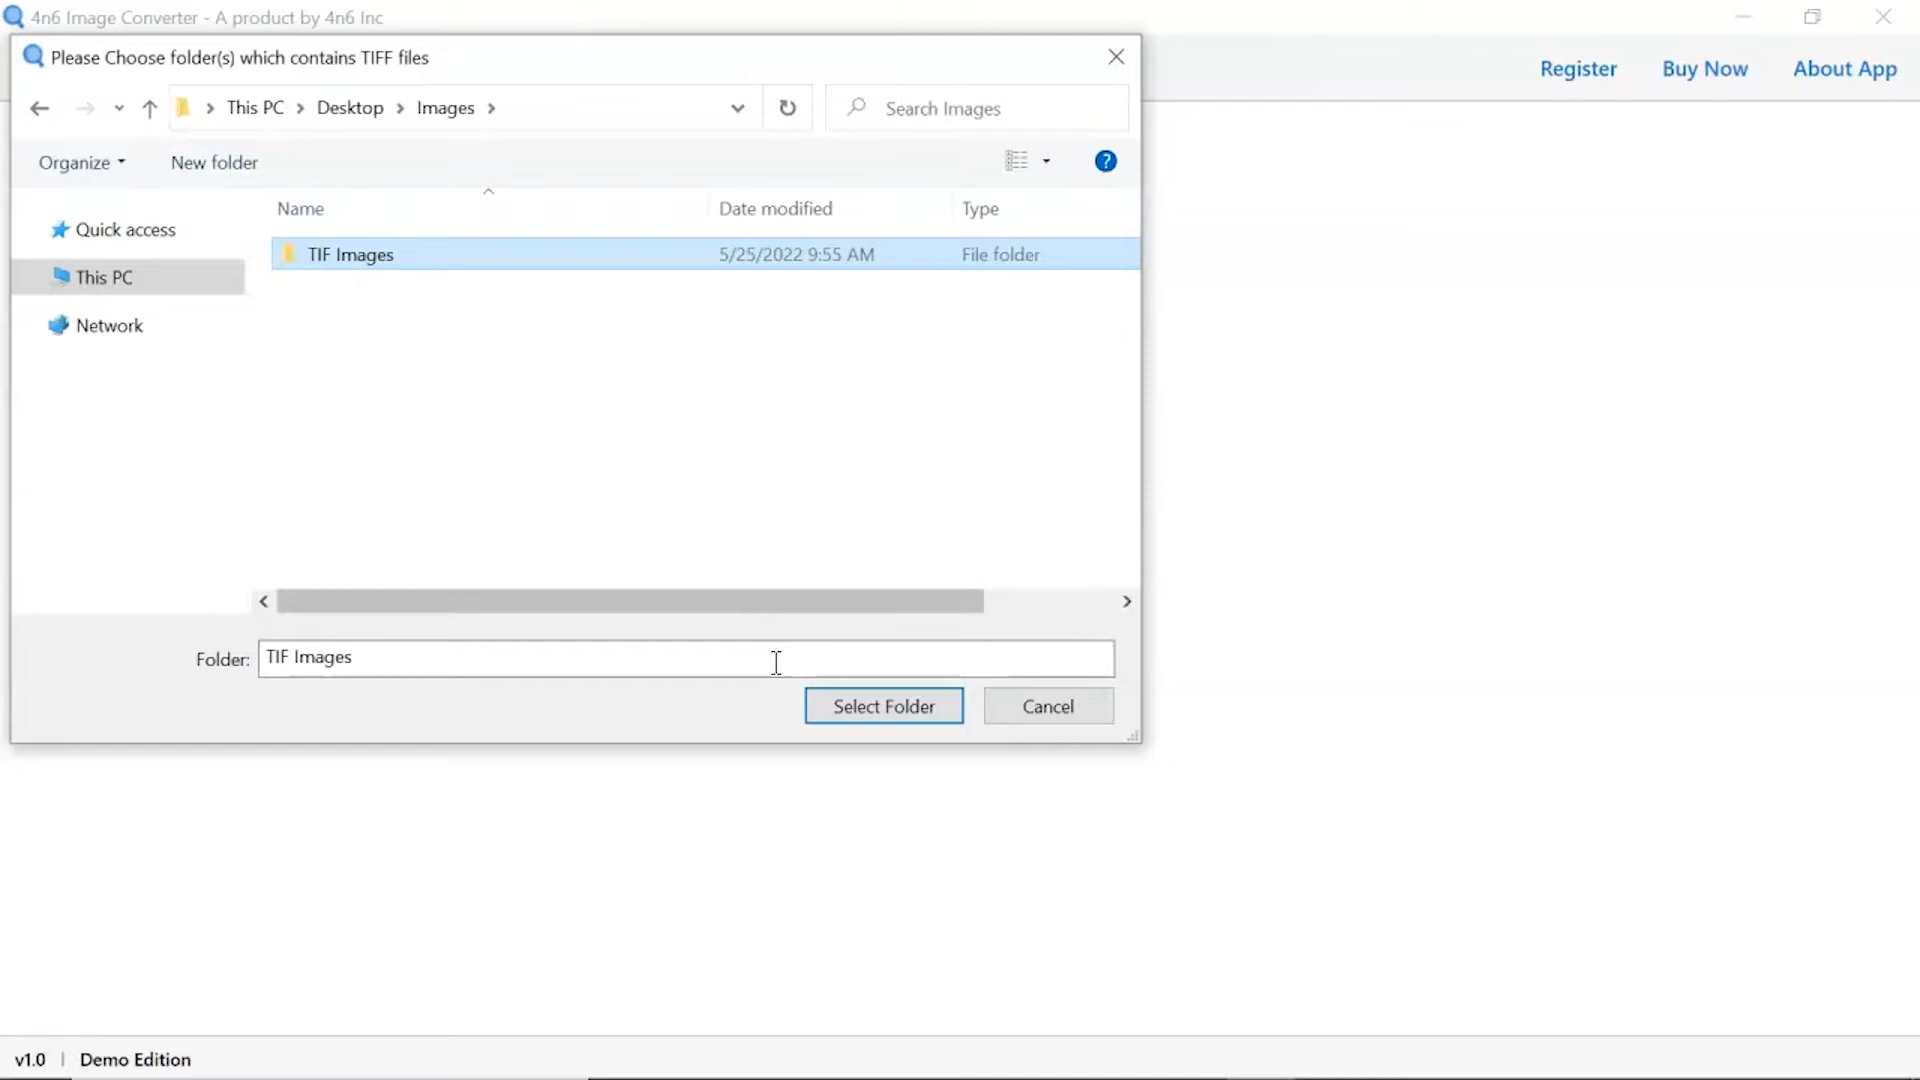 4n6 Image Converter - A product by 4n6 Inc
Please Choose folder(s) which contains TIFF files
Register Buy Now About App
This PC > Desktop > Images >
Search Images
Organize New folder
?
Name Date modified Type
Quick access
TIF Images 5/25/2022 9:55 AM File folder
This PC
Network
Folder: TIF Images
Select Folder Cancel
v1.0 | Demo Edition